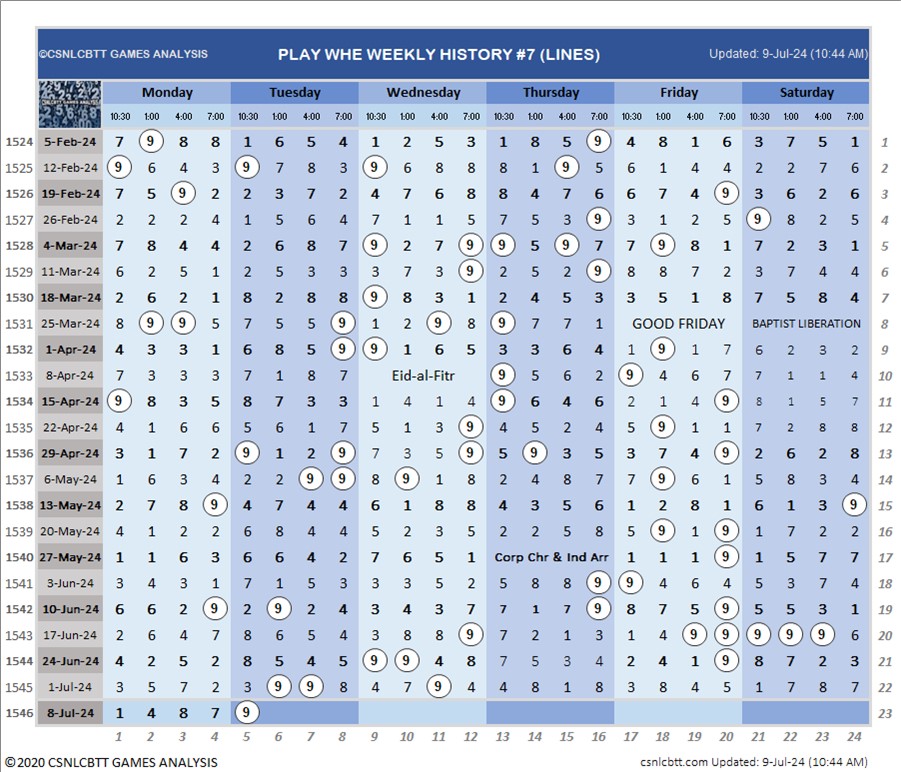 ©CSNLCBTT GAMES ANALYSIS PLAY WHE WEEKLY HISTORY #7 (LINES) Updated: 9-Jul-24 (10:44 AM)
Monday Tuesday Wednesday Thursday Friday Saturday
10:30 1:00 4:00 7:00 10:30 1:00 4:00 7:00 10:30 1:00 4:00 7:00 10:30 1:00 4:00 7:00 10:30 1:00 4:00 7:00 10:30 1:00 4:00 7:00
1524 5-Feb-24 7 9 8 8 1 6 5 4 1 2 5 3 1 8 5 9 4 8 1 6 3 7 5 1 1
1525 12-Feb-24 9 6 4 3 9 7 8 3 9 6 8 8 8 1 9 5 6 1 4 4 2 2 7 6 2
1526 19-Feb-24 7 5 9 2 2 3 7 2 4 7 6 8 8 4 7 6 6 7 4 9 3 6 2 6 3
1527 26-Feb-24 2 2 2 4 1 5 6 4 7 1 1 5 7 5 3 9 3 1 2 5 9 8 2 5 4
1528 4-Mar-24 7 8 4 4 2 6 8 7 9 2 7 9 9 5 9 7 7 9 8 1 7 2 3 1 5
1529 11-Mar-24 6 2 5 1 2 5 3 3 3 7 3 9 2 5 2 9 8 8 7 2 3 7 4 4 6
1530 18-Mar-24 2 6 2 1 8 2 8 8 9 8 3 1 2 4 5 3 3 5 1 8 7 5 8 4 7
1531 25-Mar-24 8 9 9 5 7 5 5 9 1 2 9 8 9 7 7 1 GOOD FRIDAY BAPTIST LIBERATION 8
1532 1-Apr-24 4 3 3 1 6 8 5 9 9 1 6 5 3 3 6 4 1 9 1 7 6 2 3 2 9
1533 8-Apr-24 7 3 3 3 7 1 8 7 Eid-al-Fitr 9 5 6 2 9 4 6 7 7 1 1 4 10
1534 15-Apr-24 9 8 3 5 8 7 3 3 1 4 1 4 9 6 4 6 2 1 4 9 8 1 5 7 11
1535 22-Apr-24 4 1 6 6 5 6 1 7 5 1 3 9 4 5 2 4 8 9 1 1 7 2 8 8 12
1536 29-Apr-24 3 1 7 2 9 1 2 9 7 3 5 9 5 9 3 5 3 7 4 9 2 6 2 8 13
1537 6-May-24 1 6 3 4 2 2 9 9 8 9 1 8 2 4 8 7 7 9 6 1 5 8 3 4 14
1538 13-May-24 2 7 8 9 4 7 4 4 6 1 8 8 4 3 5 6 1 2 8 1 6 1 3 9 15
1539 20-May-24 4 1 2 2 6 8 4 4 5 2 3 5 2 2 5 8 5 9 1 9 1 7 2 2 16
1540 27-May-24 1 1 6 3 6 6 4 2 7 6 5 1 Corp Chr & Ind Arr 1 1 1 9 1 5 7 7 17
1541 3-Jun-24 3 4 3 1 7 1 5 3 3 3 5 2 5 8 8 9 9 4 6 4 5 3 7 4 18
1542 10-Jun-24 6 6 2 9 2 9 2 4 3 4 3 7 7 1 7 9 8 7 5 9 5 5 3 1 19
1543 17-Jun-24 2 6 4 7 8 6 5 4 3 8 8 9 7 2 1 3 1 4 9 9 9 9 9 6 20
1544 24-Jun-24 4 2 5 2 8 5 4 5 9 9 4 8 7 5 3 4 2 4 1 9 8 7 2 3 21
1545 1-Jul-24 3 5 7 2 3 9 9 8 4 7 9 4 4 8 1 8 3 8 4 5 1 7 8 7 22
1546 8-Jul-24 1 4 8 7 9 23
1 2 3 4 5 6 7 8 9 10 11 12 13 14 15 16 17 18 19 20 21 22 23 24
©2020 CSNLCBTT GAMES ANALYSIS csnlcbtt.com Updated: 9-Jul-24 (10:44 AM)